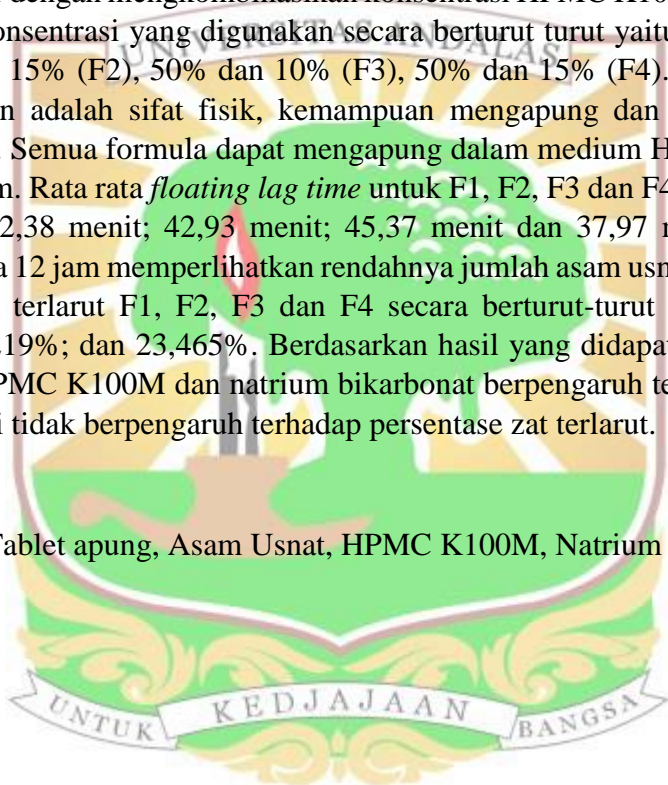 dengan mengkombinasikan konsentrasi HPMC K10
onsentrasi yang digunakan secara berturut turut yaitu
UNIVERSITAS ANDALAS
15% (F2), 50% dan 10% (F3), 50% dan 15% (F4).
n adalah sifat fisik, kemampuan mengapung dan
. Semua formula dapat mengapung dalam medium H
m. Rata rata floating lag time untuk F1, F2, F3 dan F4
2,38 menit; 42,93 menit; 45,37 menit dan 37,97 m
a 12 jam memperlihatkan rendahnya jumlah asam usn
terlarut F1, F2, F3 dan F4 secara berturut-turut
219%; dan 23,465%. Berdasarkan hasil yang didapat
PMC K100M dan natrium bikarbonat berpengaruh te
i tidak berpengaruh terhadap persentase zat terlarut.
Tablet apung, Asam Usnat, HPMC K100M, Natrium
UNTUK KEDJAJAAN BANGSA